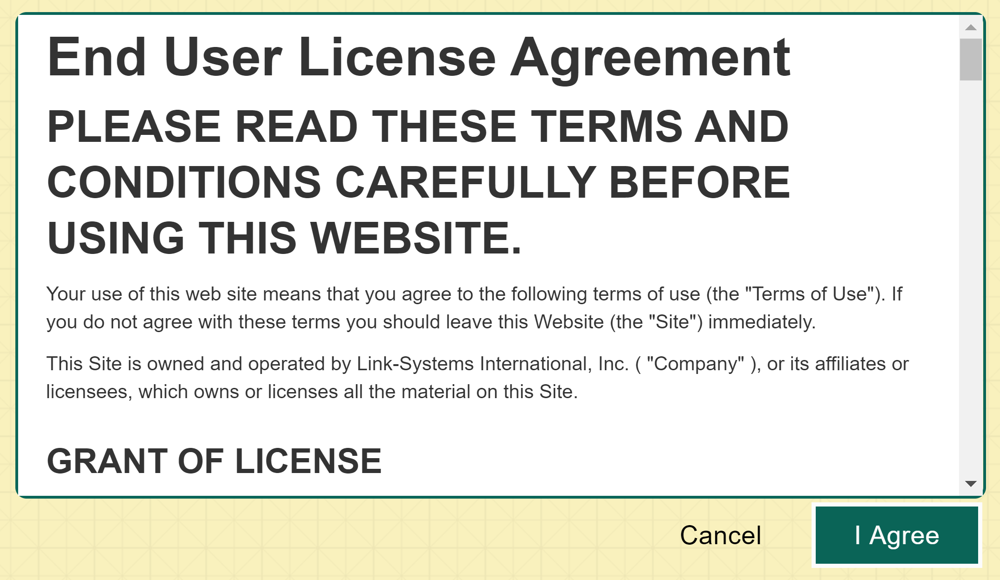 End User License Agreement
PLEASE READ THESE TERMS AND
CONDITIONS CAREFULLY BEFORE
USING THIS WEBSITE.
Your use of this web site means that you agree to the following terms of use (the "Terms of Use"). If
you do not agree with these terms you should leave this Website (the "Site") immediately.
This Site is owned and operated by Link-Systems International, Inc. ( "Company" ), or its affiliates or
licensees, which owns or licenses all the material on this Site.
GRANT OF LICENSE
Cancel
I Agree